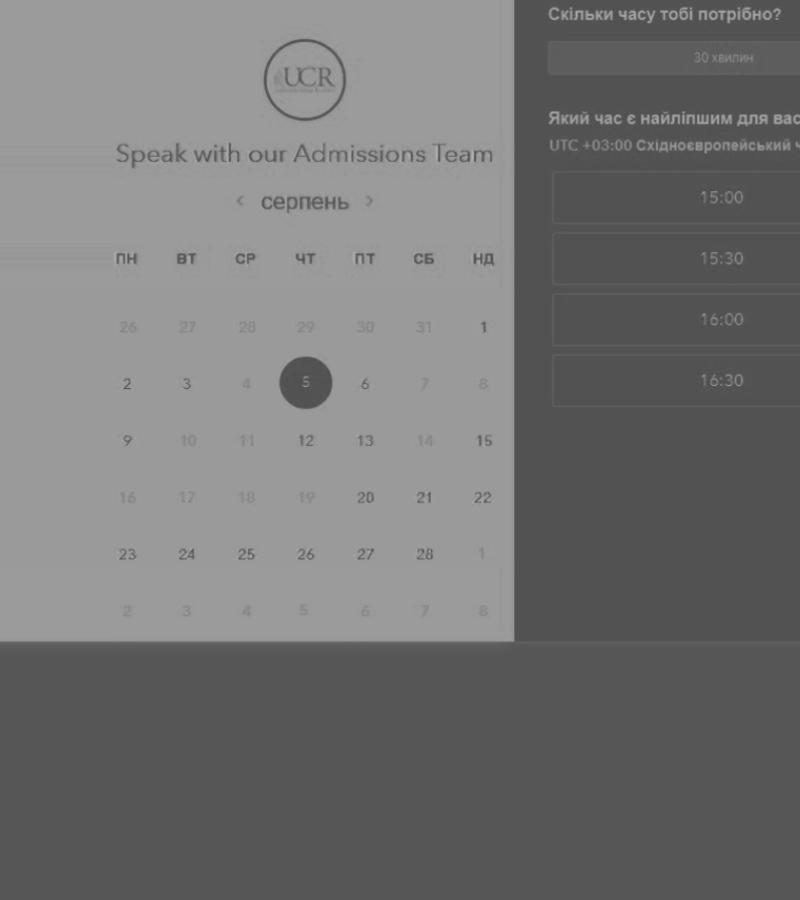 UCR
Speak with our Admissions Team
< серпень >
ПН ВТ СР ЧТ ПТ СБ НД
26 27 28 29 30 31 1
2 3 4 5 6 7 8
9 10 11 12 13 14 15
16 17 18 19 20 21 22
23 24 25 26 27 28 1
2 3 4 5 6 7 8
Скільки часу тобі потрібно?
30 хвилин
Який час є найліпшим для вас
UTC +03:00 Східноєвропейський ч
15:00
15:30
16:00
16:30